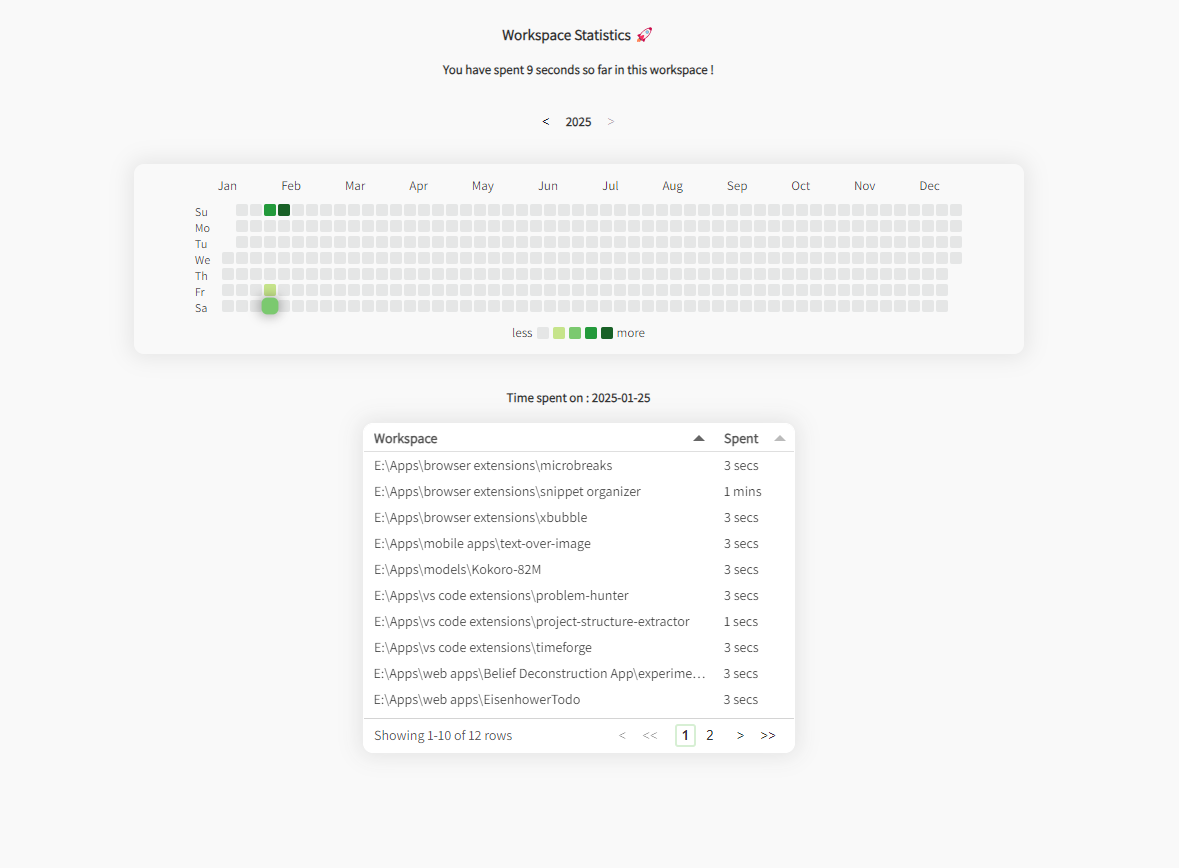 Workspace Statistics 🚀
You have spent 9 seconds so far in this workspace !
< 2025 >
Jan Feb Mar Apr May Jun Jul Aug Sep Oct Nov Dec
Su
Mo
Tu
We
Th
Fr
Sa
less more
Time spent on : 2025-01-25
Workspace Spent
E:\Apps\browser extensions\microbreaks 3 secs
E:\Apps\browser extensions\snippet organizer 1 mins
E:\Apps\browser extensions\xbubble 3 secs
E:\Apps\mobile apps\text-over-image 3 secs
E:\Apps\models\Kokoro-82M 3 secs
E:\Apps\vs code extensions\problem-hunter 3 secs
E:\Apps\vs code extensions\project-structure-extractor 1 secs
E:\Apps\vs code extensions\timeforge 3 secs
E:\Apps\web apps\Belief Deconstruction App\experime... 3 secs
E:\Apps\web apps\EisenhowerTodo 3 secs
Showing 1-10 of 12 rows < << 1 2 > >>